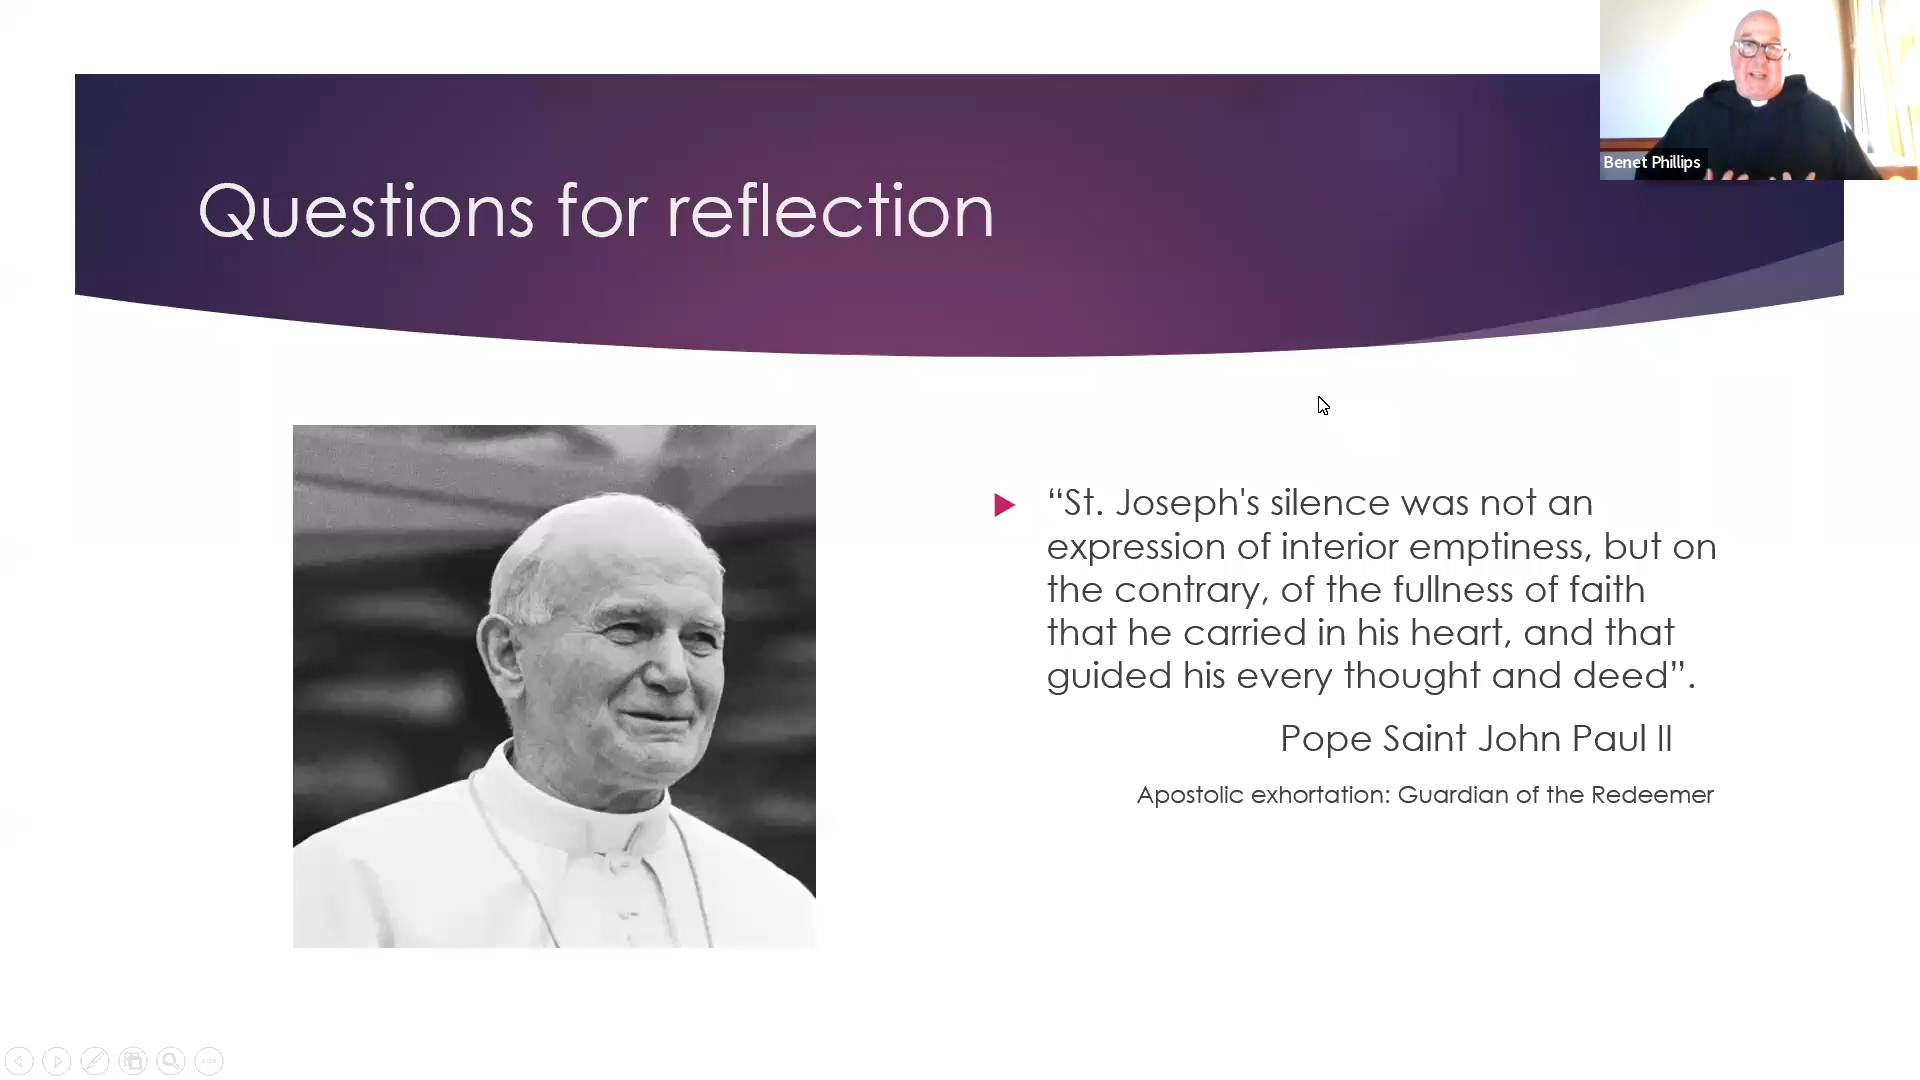 Benet Phillips
Questions for reflection
“St. Joseph's silence was not an
expression of interior emptiness, but on
the contrary, of the fullness of faith
that he carried in his heart, and that
guided his every thought and deed”.
Pope Saint John Paul II
Apostolic exhortation: Guardian of the Redeemer